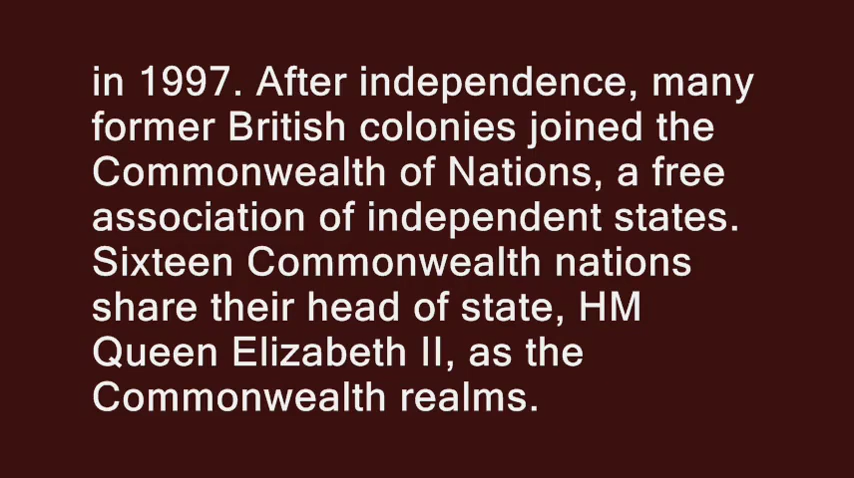 in 1997. After independence, many
former British colonies joined the
Commonwealth of Nations, a free
association of independent states.
Sixteen Commonwealth nations
share their head of state, HM
Queen Elizabeth II, as the
Commonwealth realms.